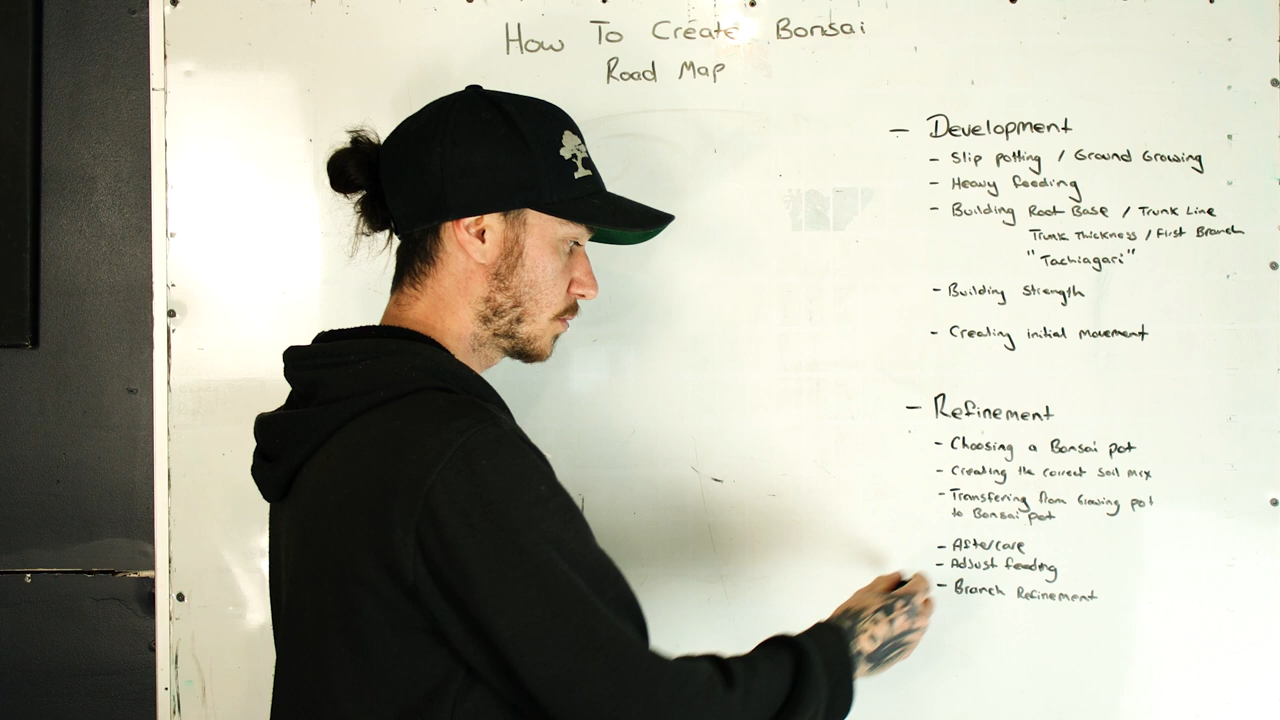 How To Create Bonsai
Road Map
- Development
- Slip potting / Ground Growing
- Heavy feeding
- Building Root Base / Trunk Line
Trunk Thickness / First Branch
"Tachiagari"
- Building Strength
- Creating initial Movement
- Refinement
- Choosing a Bonsai pot
- Creating the correct soil mix
- Transfering from Growing pot
to Bonsai pot
- Aftercare
- Adjust feeding
- Branch Refinement